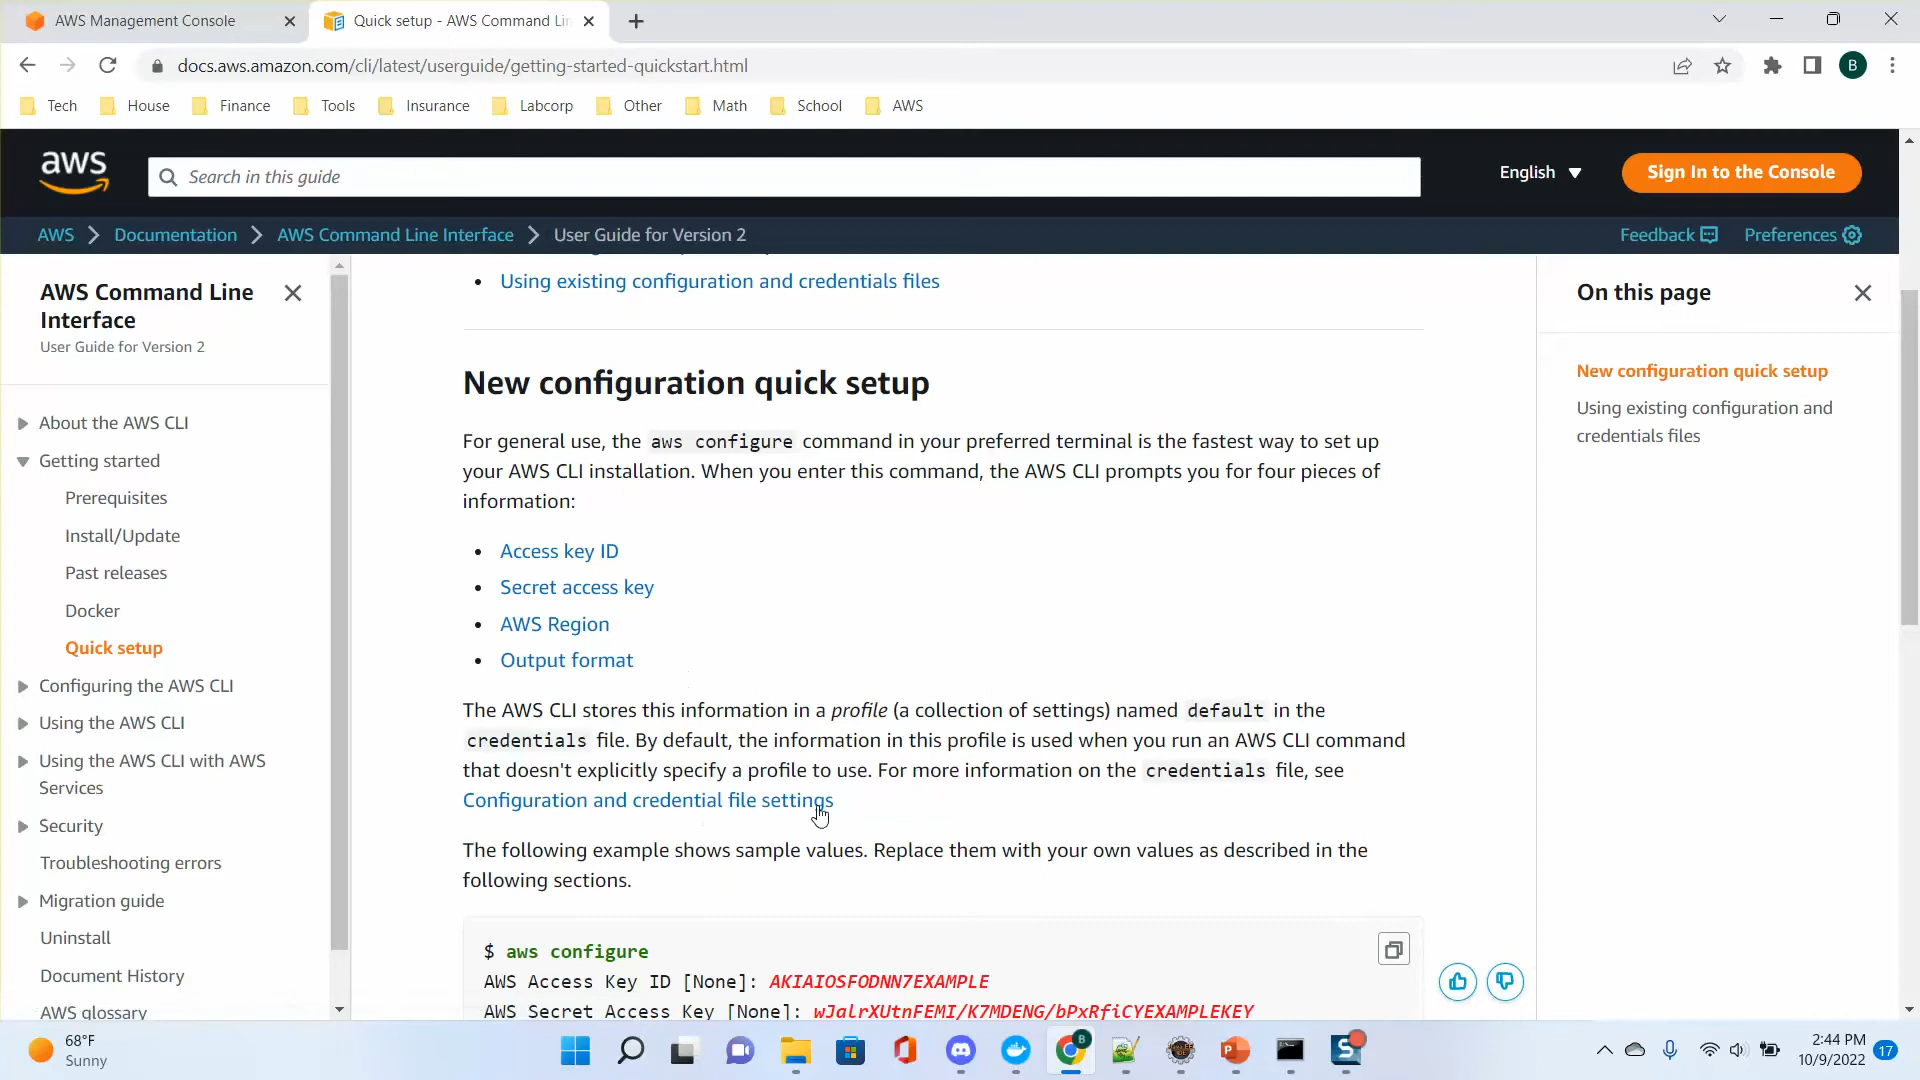 AWS Management Console
Quick setup - AWS Command Lin
docs.aws.amazon.com/cli/latest/userguide/getting-started-quickstart.html
B
Tech
House
Finance
Tools
Insurance
Labcorp
Other
Math
School
AWS
aws
Search in this guide
English
Sign In to the Console
AWS
Documentation
AWS Command Line Interface
User Guide for Version 2
Feedback
Preferences
AWS Command Line
Interface
User Guide for Version 2
About the AWS CLI
Getting started
Prerequisites
Install/Update
Past releases
Docker
Quick setup
Configuring the AWS CLI
Using the AWS CLI
Using the AWS CLI with AWS
Services
Security
Troubleshooting errors
Migration guide
Uninstall
Document History
AWS glossary
• Using existing configuration and credentials files
New configuration quick setup
For general use, the aws configure command in your preferred terminal is the fastest way to set up
your AWS CLI installation. When you enter this command, the AWS CLI prompts you for four pieces of
information:
• Access key ID
• Secret access key
• AWS Region
• Output format
The AWS CLI stores this information in a profile (a collection of settings) named default in the
credentials file. By default, the information in this profile is used when you run an AWS CLI command
that doesn't explicitly specify a profile to use. For more information on the credentials file, see
Configuration and credential file settings
The following example shows sample values. Replace them with your own values as described in the
following sections.
$ aws configure
AWS Access Key ID [None]: AKIAIOSFODNN7EXAMPLE
AWS Secret Access Key [None]: wJalrXUtnFEMI/K7MDENG/bPxRfiCYEXAMPLEKEY
On this page
New configuration quick setup
Using existing configuration and
credentials files
68°F
Sunny
B
S
2:44 PM
10/9/2022
17